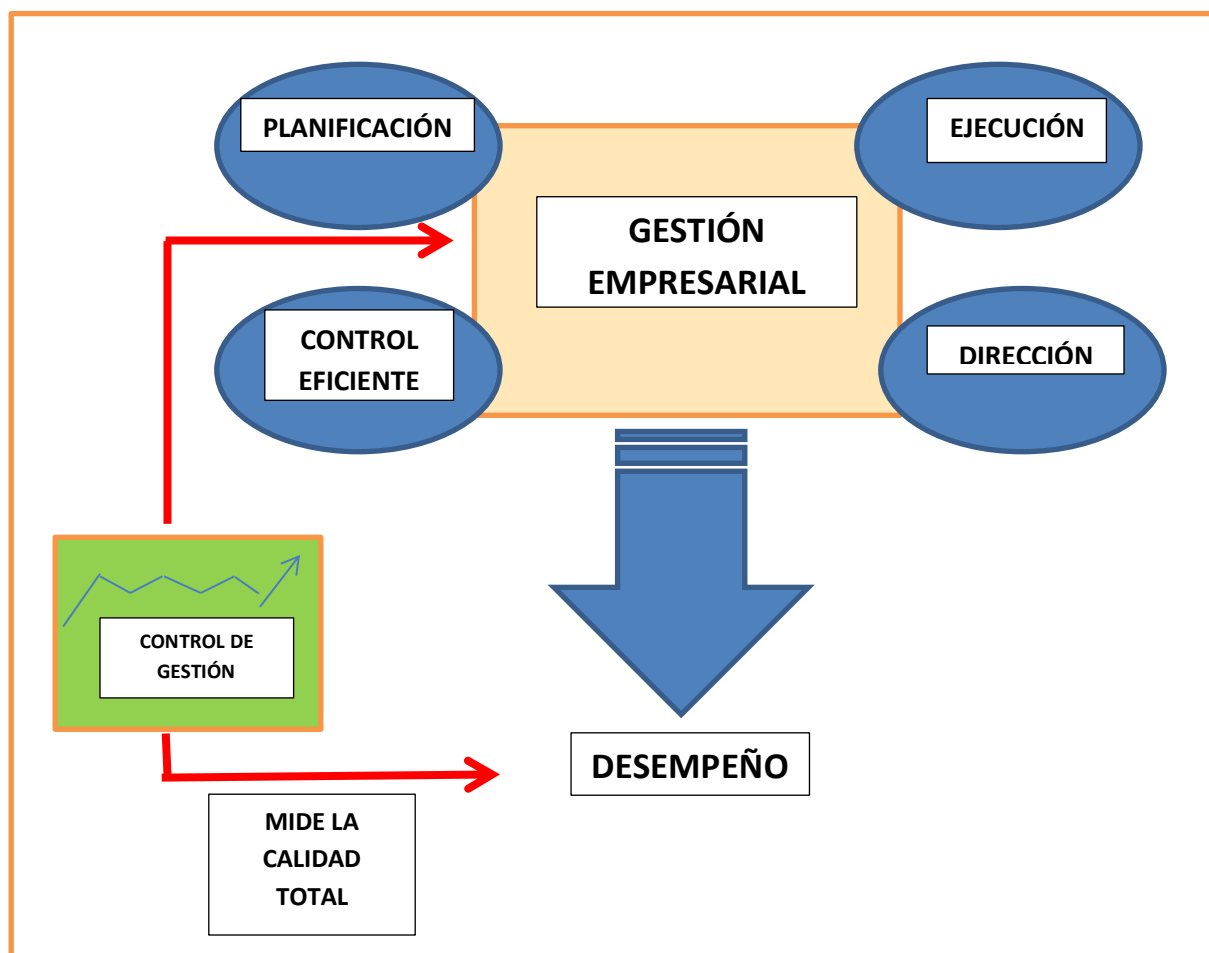 PLANIFICACIÓN
EJECUCIÓN
GESTIÓN
EMPRESARIAL
CONTROL
EFICIENTE
DIRECCIÓN
CONTROL DE
GESTIÓN
DESEMPEÑO
MIDE LA
CALIDAD
TOTAL